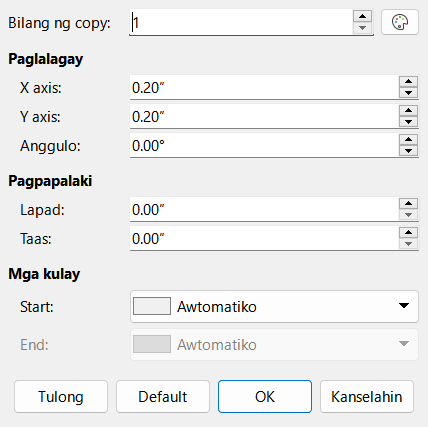 Bilang ng copy: 1
Paglalagay
X axis: 0.20"
Y axis: 0.20"
Anggulo: 0.00°
Pagpapalaki
Lapad: 0.00"
Taas: 0.00"
Mga kulay
Start: Awtomatiko
End: Awtomatiko
Tulong Default OK Kanselahin